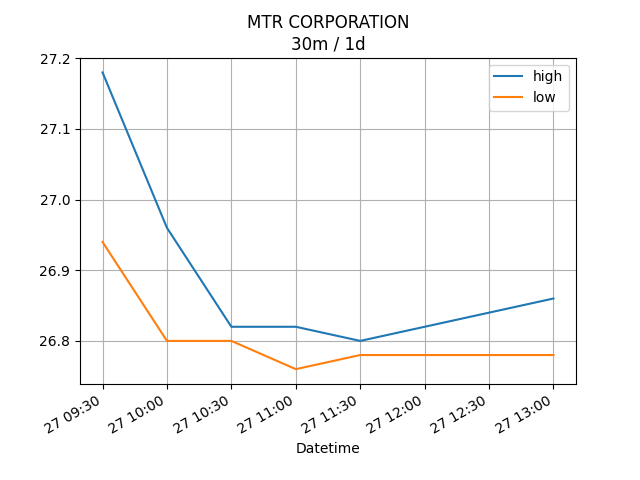 MTR CORPORATION
30m / 1d
high
low
27.2
27.1
27.0
26.9
26.8
27 09:30
27 10:00
27 10:30
27 11:00
27 11:30
27 12:00
27 12:30
27 13:00
Datetime